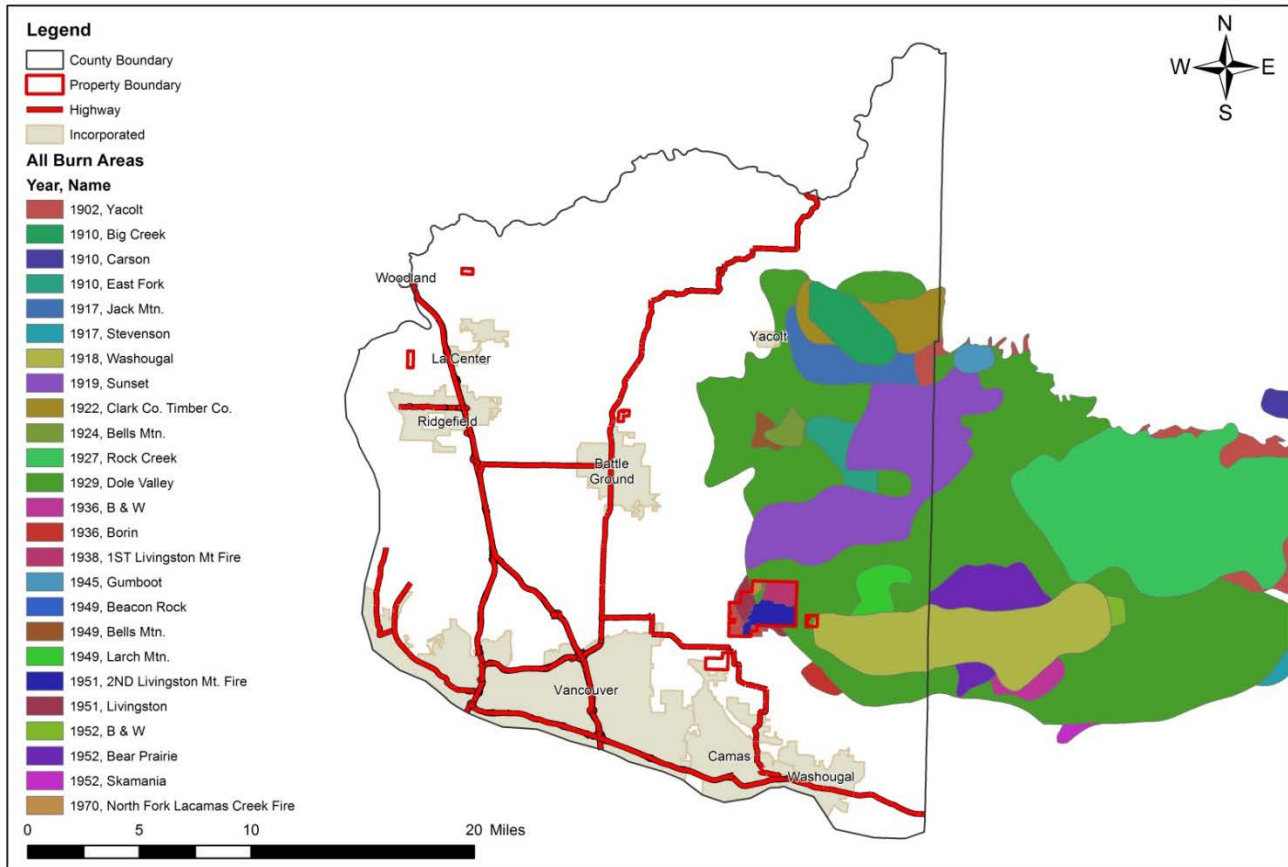 Legend
County Boundary
Property Boundary
Highway
Incorporated
All Burn Areas
Year, Name
1902, Yacolt
1910, Big Creek
1910, Carson
1910, East Fork
1917, Jack Mtn.
1917, Stevenson
1918, Washougal
1919, Sunset
1922, Clark Co. Timber Co.
1924, Bells Mtn.
1927, Rock Creek
1929, Dole Valley
1936, B & W
1936, Borin
1938, 1ST Livingston Mt Fire
1945, Gumboot
1949, Beacon Rock
1949, Bells Mtn.
1949, Larch Mtn.
1951, 2ND Livingston Mt. Fire
1951, Livingston
1952, B & W
1952, Bear Prairie
1952, Skamania
1970, North Fork Lacamas Creek Fire
0 5 10 20 Miles
N
W E
S
Woodland
Yacolt
La Center
Ridgefield
Battle
Ground
Vancouver
Camas
Washougal